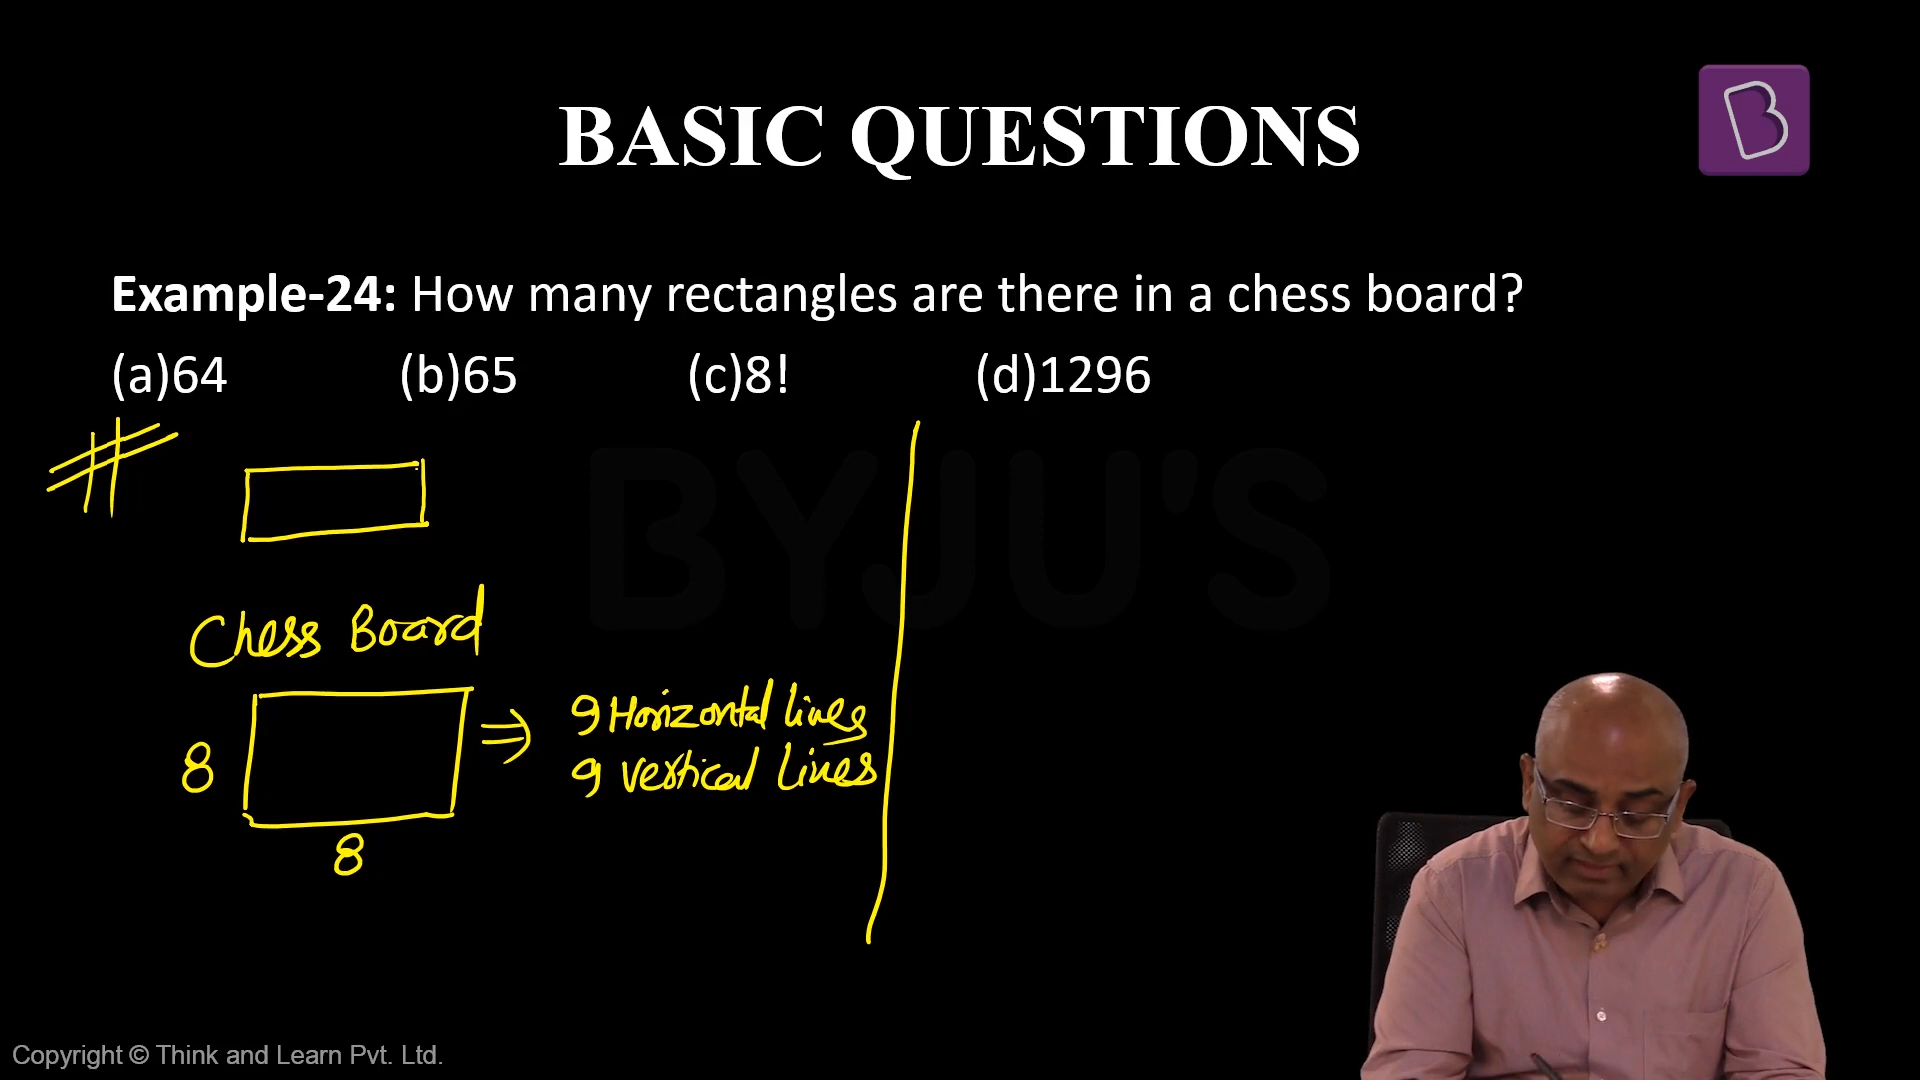 BASIC QUESTIONS
Example-24: How many rectangles are there in a chess board?
(a)64 (b)65 (c)8! (d)1296
BYJU'S
Chess Board
8
8
9 Horizontal lines
9 vertical lines
Copyright © Think and Learn Pvt. Ltd.